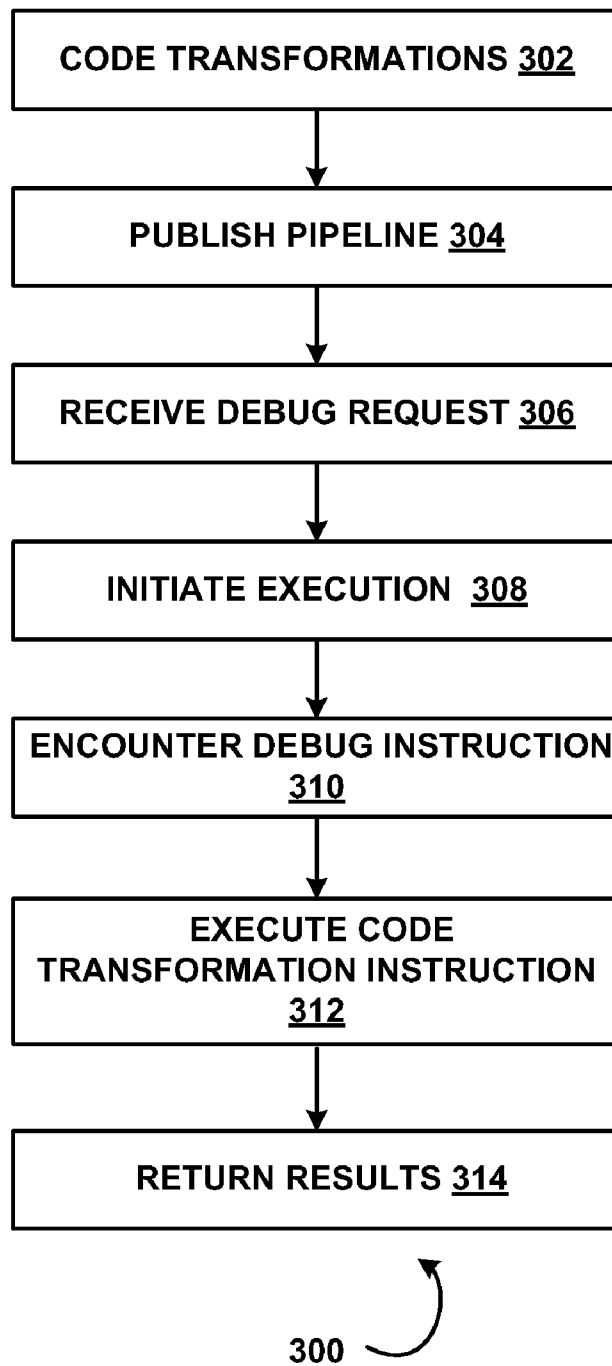 CODE TRANSFORMATIONS 302
PUBLISH PIPELINE 304
RECEIVE DEBUG REQUEST 306
INITIATE EXECUTION 308
ENCOUNTER DEBUG INSTRUCTION
310
EXECUTE CODE
TRANSFORMATION INSTRUCTION
312
RETURN RESULTS 314
300